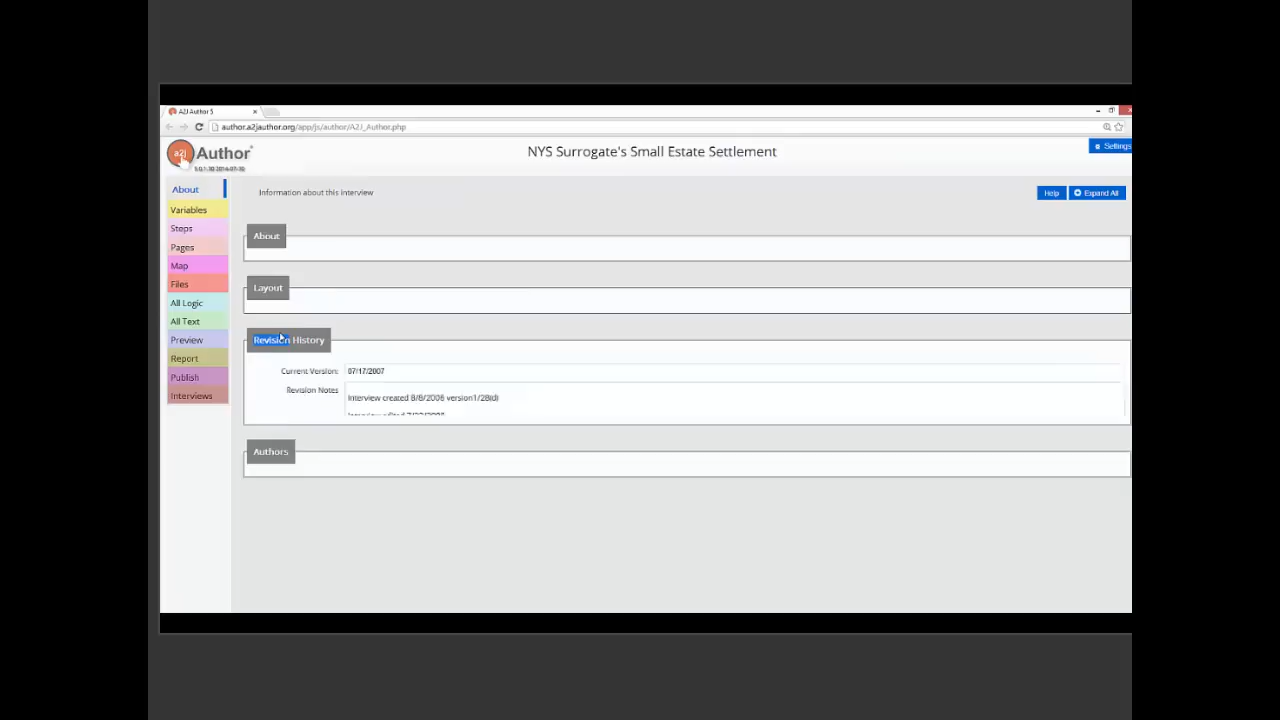 A2J Author 5
author.a2jauthor.org/app/js/author/A2J_Author.php
a2j Author
NYS Surrogate's Small Estate Settlement
Settings
About
Variables
Steps
Pages
Map
Files
All Logic
All Text
Preview
Report
Publish
Interviews
Information about this interview
Help
Expand All
About
Layout
Revision History
Current Version: 07/17/2007
Revision Notes
Interview created 8/8/2006 version1/28(d)
Authors